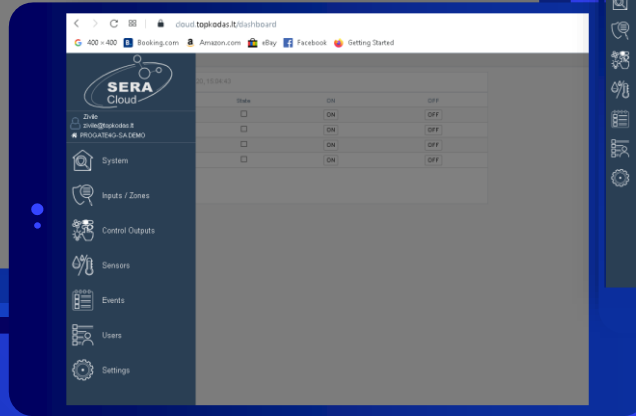 cloud.topkodas.lt/dashboard
G 400 × 400 B Booking.com a Amazon.com eBay f Facebook Getting Started
SERA
Cloud
Zivile
zivile@topkodas.lt
PROGATE4G-SA DEMO
State ON OFF
ON OFF
ON OFF
ON OFF
ON OFF
System
Inputs / Zones
Control Outputs
Sensors
Events
Users
Settings